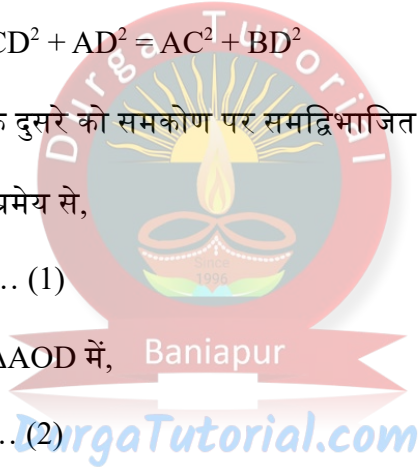 CD² + AD² = AC² + BD²
दुसरे को समकोण पर समद्विभाजित
प्रमेय से,
... (1)
ΔAOD में,
... (2)
Durga Tutorial
Since
1996
Baniapur
DurgaTutorial.com